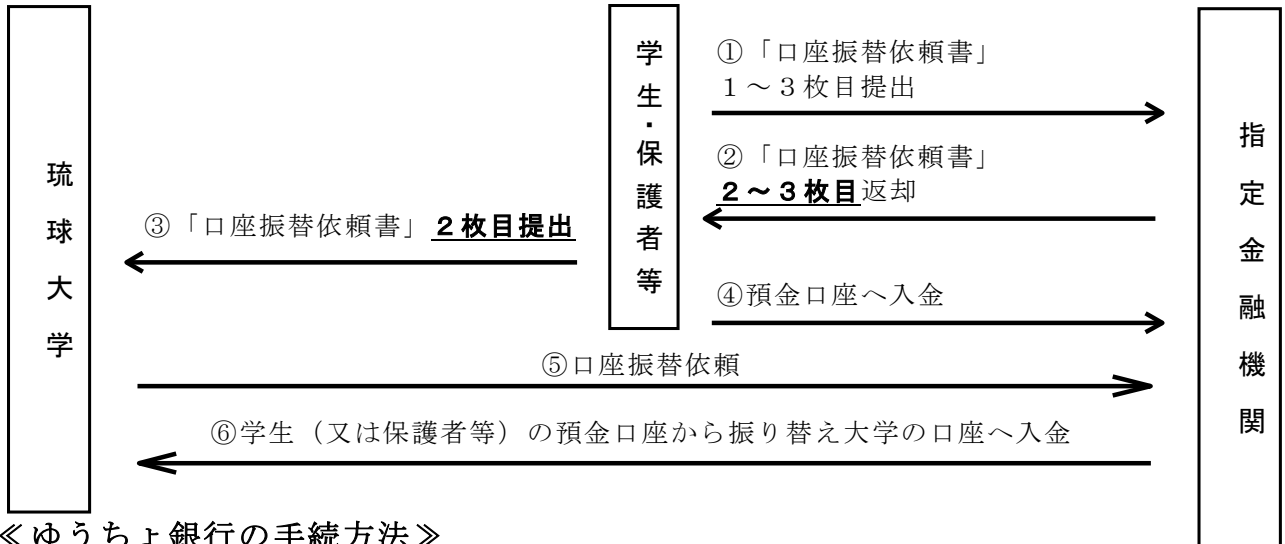 琉球大学
学生・保護者等
指定金融機関
①「口座振替依頼書」
１～３枚目提出
②「口座振替依頼書」
２～３枚目返却
③「口座振替依頼書」２枚目提出
④預金口座へ入金
⑤口座振替依頼
⑥学生（又は保護者等）の預金口座から振り替え大学の口座へ入金
≪ゆうちょ銀行の手続方法≫